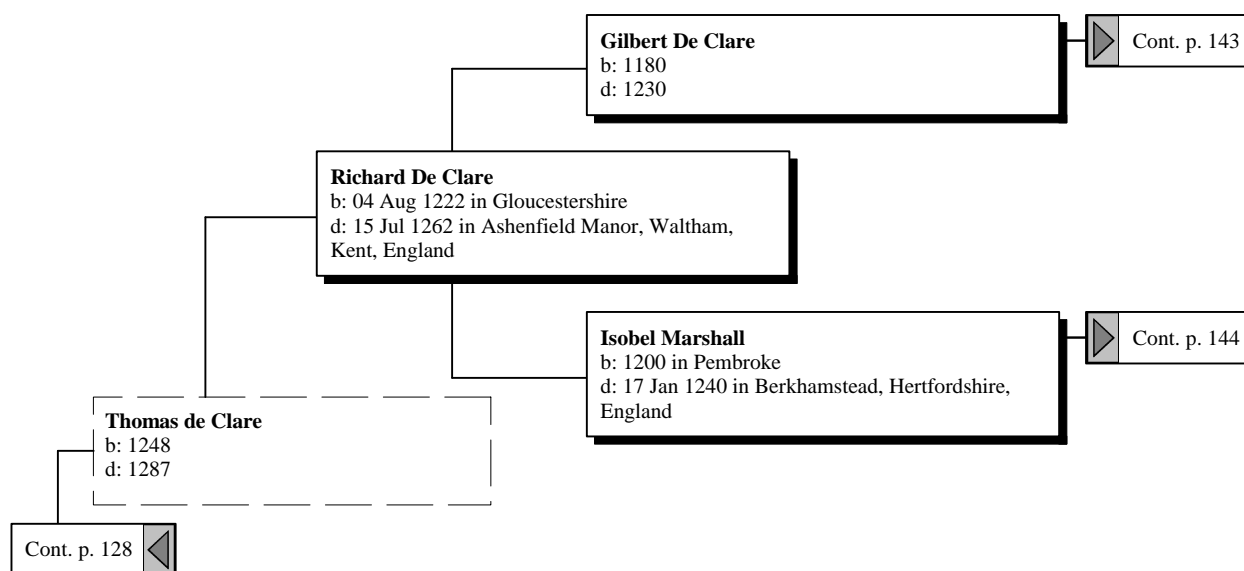 Gilbert De Clare
b: 1180
d: 1230
Cont. p. 143
Richard De Clare
b: 04 Aug 1222 in Gloucestershire
d: 15 Jul 1262 in Ashenfield Manor, Waltham,
Kent, England
Isobel Marshall
b: 1200 in Pembroke
d: 17 Jan 1240 in Berkhamstead, Hertfordshire,
England
Cont. p. 144
Thomas de Clare
b: 1248
d: 1287
Cont. p. 128